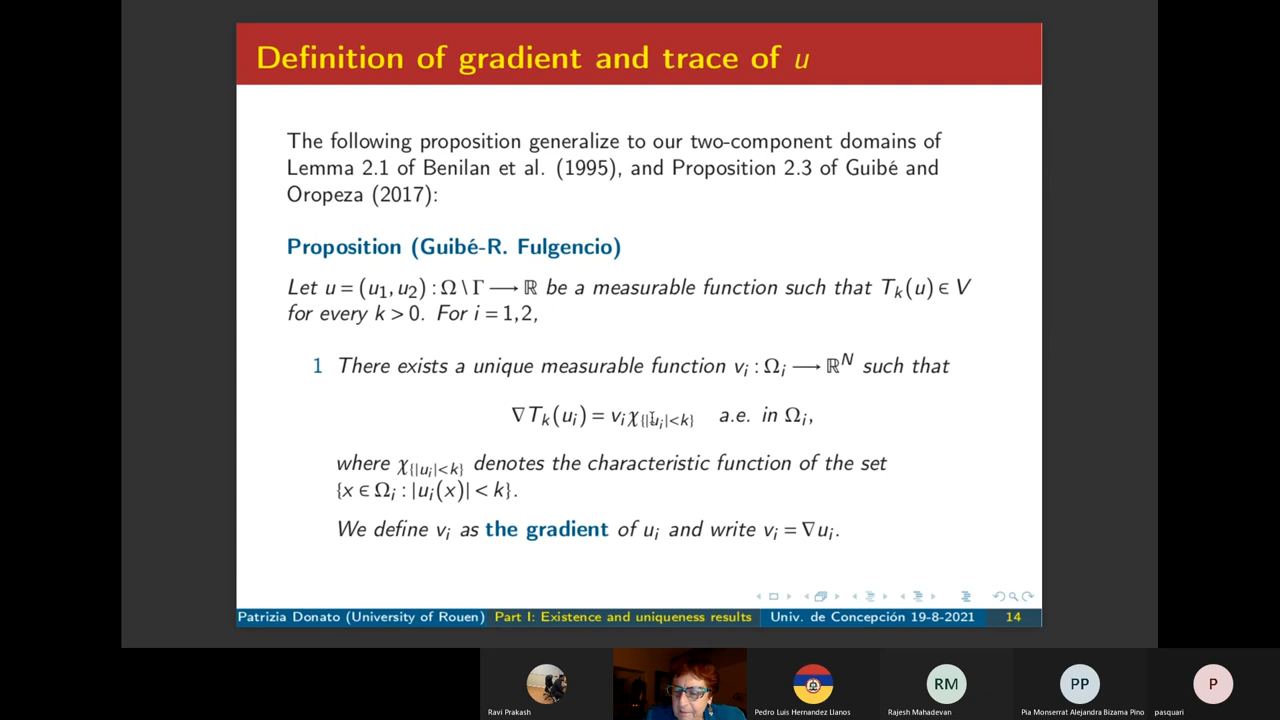 Definition of gradient and trace of u
The following proposition generalize to our two-component domains of
Lemma 2.1 of Benilan et al. (1995), and Proposition 2.3 of Guibé and
Oropeza (2017):
Proposition (Guibé-R. Fulgencio)
Let u = (u₁, u₂) : Ω \ Γ ⟶ ℝ be a measurable function such that Tₖ(u) ∈ V
for every k > 0. For i = 1,2,
1 There exists a unique measurable function vᵢ : Ωᵢ ⟶ ℝᴺ such that
∇Tₖ(uᵢ) = vᵢχ_{|uᵢ|<k} a.e. in Ωᵢ,
where χ_{|uᵢ|<k} denotes the characteristic function of the set
{x ∈ Ωᵢ : |uᵢ(x)| < k}.
We define vᵢ as the gradient of uᵢ and write vᵢ = ∇uᵢ.
Patrizia Donato (University of Rouen) Part I: Existence and uniqueness results Univ. de Concepción 19-8-2021 14
RM PP P
Ravi Prakash Pedro Luis Hernandez Llanos Rajesh Mahadevan Pia Monserrat Alejandra Bizama Pino pasquari